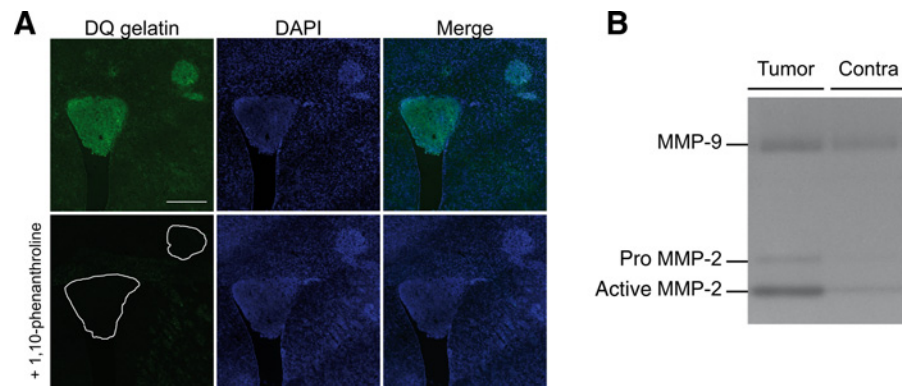 A
DQ gelatin
DAPI
Merge
+ 1,10-phenanthroline
B
Tumor
Contra
MMP-9
Pro MMP-2
Active MMP-2